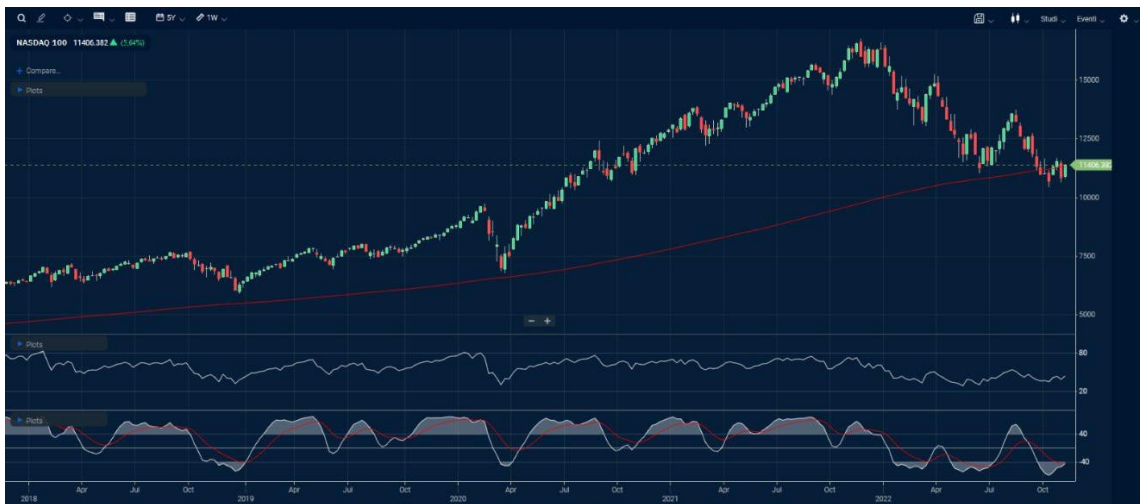 5Y 1W Studi Eventi
NASDAQ 100 11406.382 (2,64%)
+ Compare...
Plots
15000
12500
11406.382
10000
7500
5000
− +
Plots
80
20
Plots
40
-40
2018 Apr Jul Oct 2019 Apr Jul Oct 2020 Apr Jul Oct 2021 Apr Jul Oct 2022 Apr Jul Oct